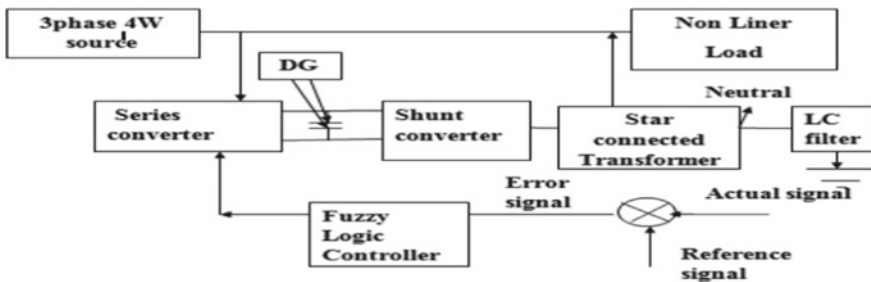 3phase 4W
source
Non Liner
Load
DG
Series
converter
Shunt
converter
Star
connected
Transformer
Neutral
LC
filter
Error
signal
Actual signal
Fuzzy
Logic
Controller
Reference
signal